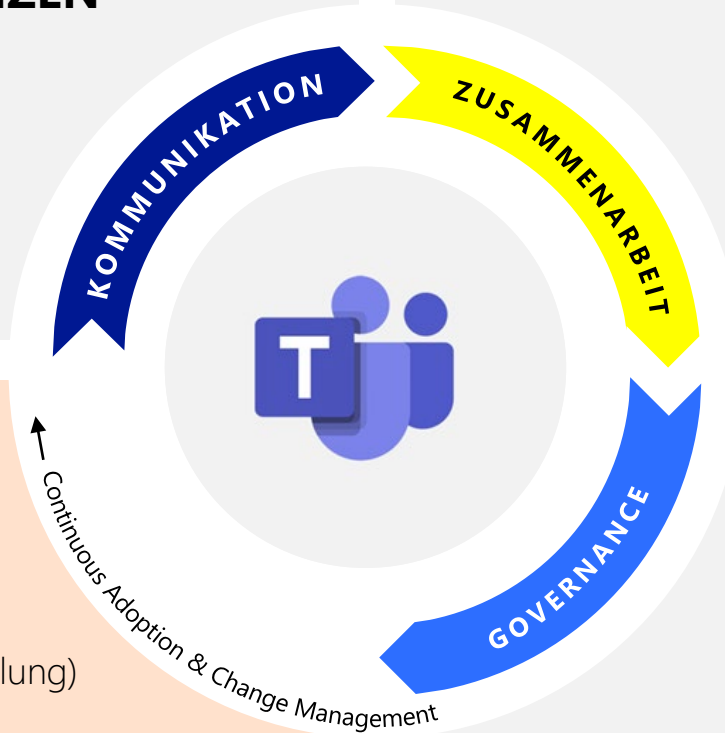 KOMMUNIKATION
ZUSAMMENARBEIT
T
GOVERNANCE
lung)
Continuous Adoption & Change Management